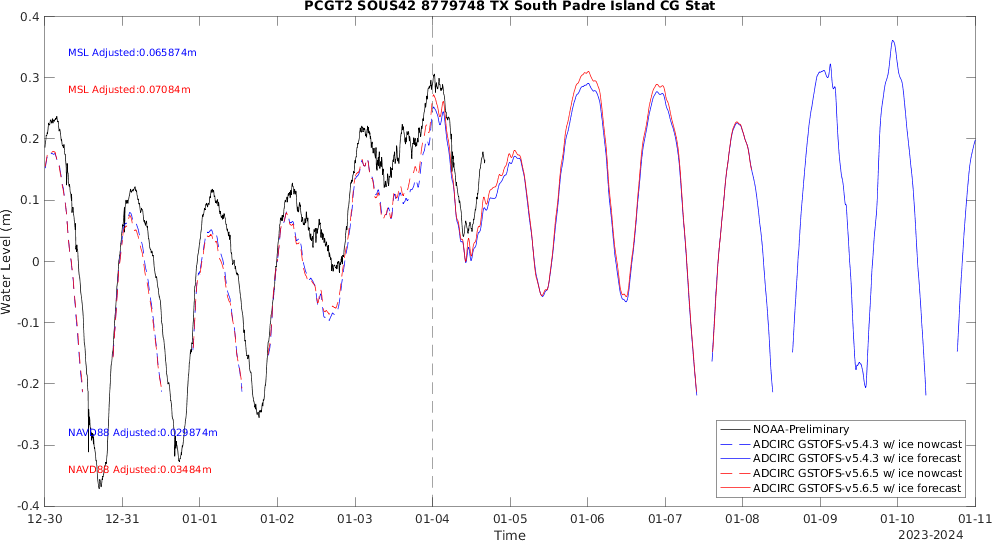 PCGT2 SOUS42 8779748 TX South Padre Island CG Stat
MSL Adjusted:0.065874m
MSL Adjusted:0.07084m
NAVD88 Adjusted:0.029874m
NAVD88 Adjusted:0.03484m
Water Level (m)
0.4
0.3
0.2
0.1
0
-0.1
-0.2
-0.3
-0.4
NOAA-Preliminary
ADCIRC GSTOFS-v5.4.3 w/ ice nowcast
ADCIRC GSTOFS-v5.4.3 w/ ice forecast
ADCIRC GSTOFS-v5.6.5 w/ ice nowcast
ADCIRC GSTOFS-v5.6.5 w/ ice forecast
12-30 12-31 01-01 01-02 01-03 01-04 01-05 01-06 01-07 01-08 01-09 01-10 01-11
Time
2023-2024